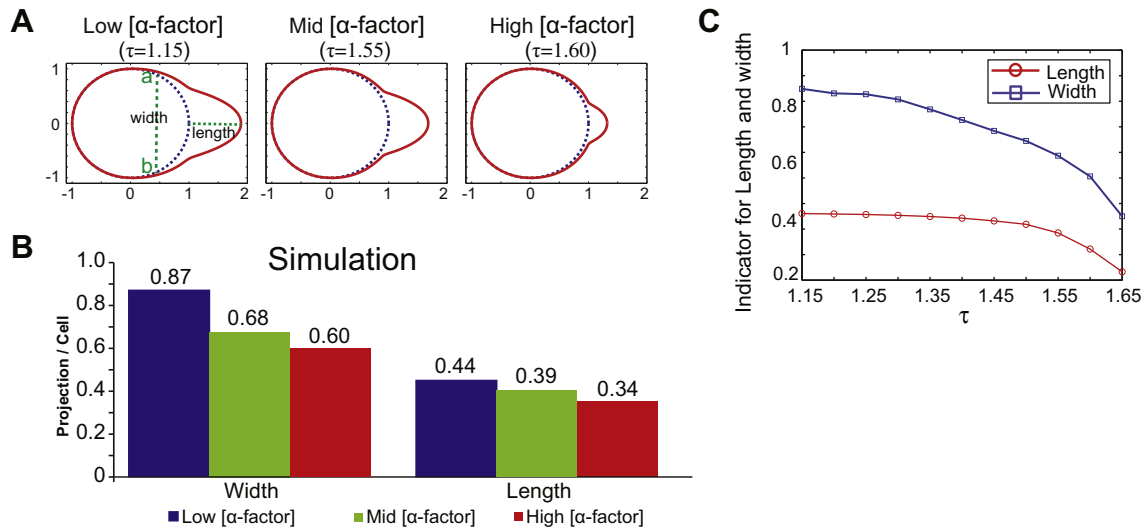 A
Low [α-factor]
(τ=1.15)
Mid [α-factor]
(τ=1.55)
High [α-factor]
(τ=1.60)
1
0
-1
a
b
width
length
-1 0 1 2
-1 0 1 2
-1 0 1 2
B
Simulation
Projection / Cell
1.0
0.8
0.6
0.4
0.2
0
0.87
0.68
0.60
0.44
0.39
0.34
Width
Length
Low [α-factor]
Mid [α-factor]
High [α-factor]
C
Indicator for Length and width
1
0.8
0.6
0.4
0.2
Length
Width
1.15 1.25 1.35 1.45 1.55 1.65
τ